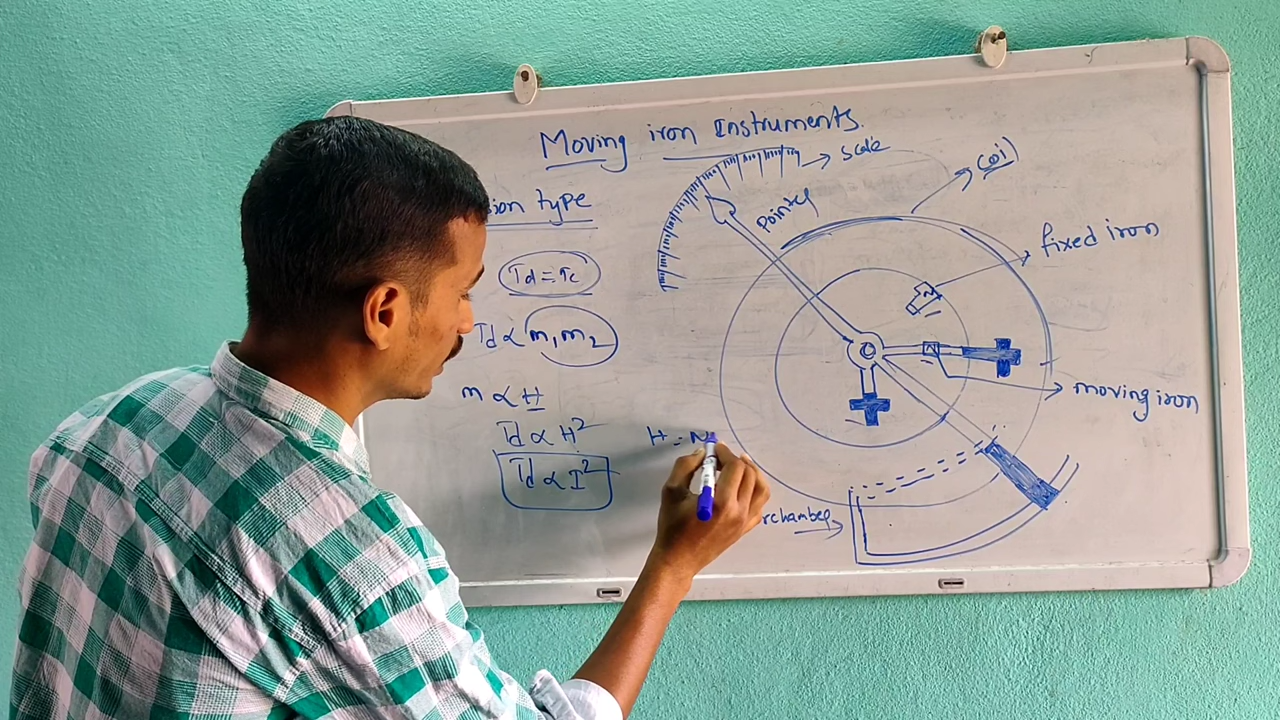 Moving iron Instruments.
scale
sion type
pointer
coil
fixed iron
Td = Tc
Td ∝ m, m2
moving iron
m ∝ H
Td ∝ H²
H = N
Td ∝ I²
rchamber
N